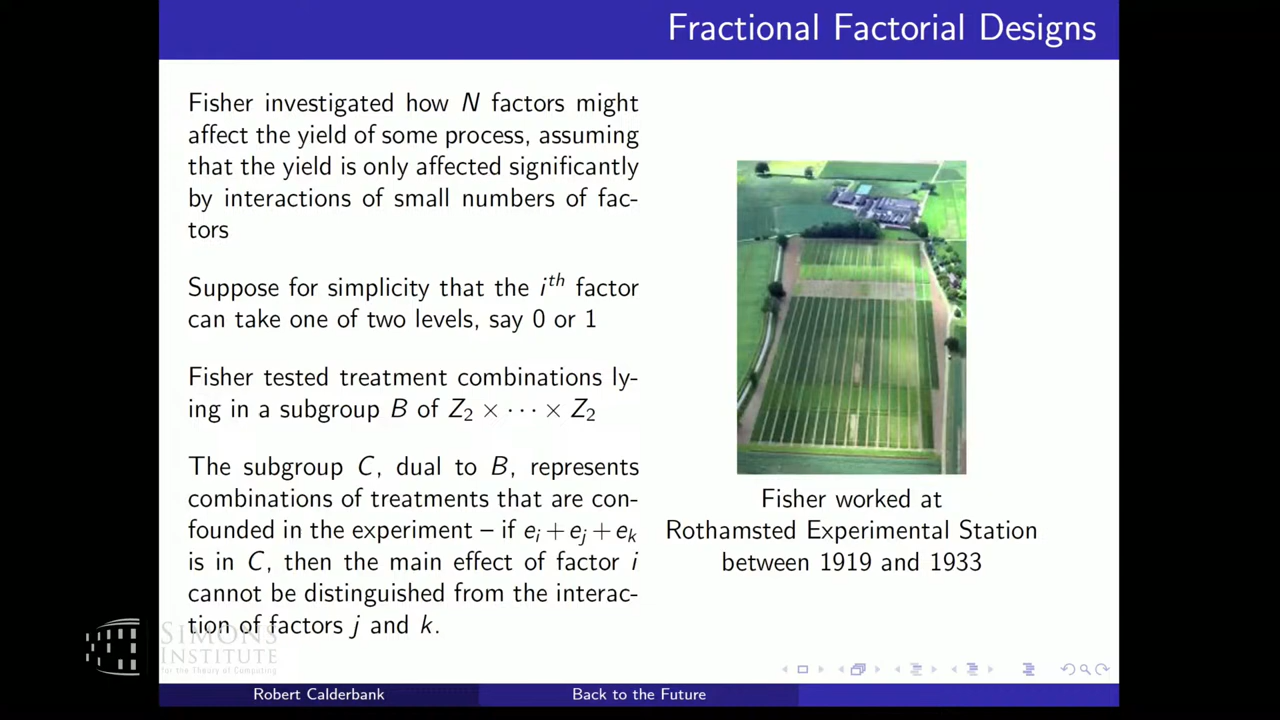 Fractional Factorial Designs
Fisher investigated how N factors might
affect the yield of some process, assuming
that the yield is only affected significantly
by interactions of small numbers of fac-
tors
Suppose for simplicity that the i^th factor
can take one of two levels, say 0 or 1
Fisher tested treatment combinations ly-
ing in a subgroup B of Z₂ × ··· × Z₂
The subgroup C, dual to B, represents
combinations of treatments that are con-
founded in the experiment – if eᵢ + eⱼ + eₖ
is in C, then the main effect of factor i
cannot be distinguished from the interac-
tion of factors j and k.
Fisher worked at
Rothamsted Experimental Station
between 1919 and 1933
SIMONS
INSTITUTE
for the Theory of Computing
Robert Calderbank
Back to the Future